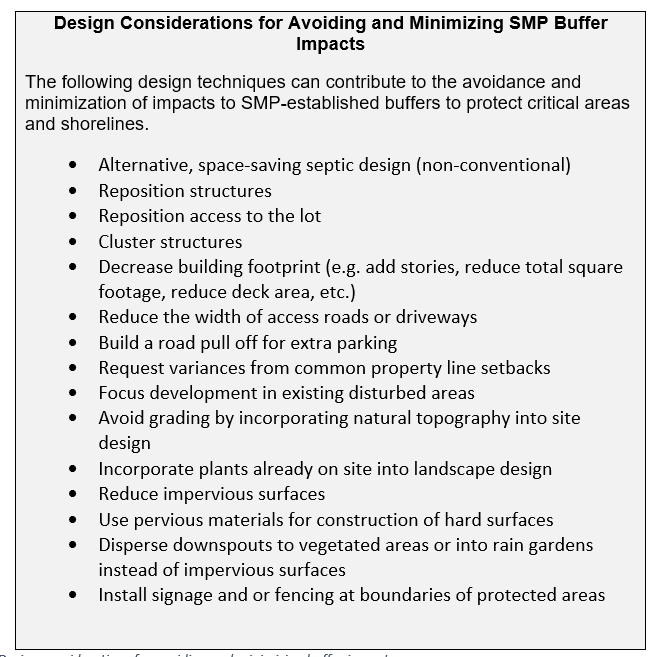 Design Considerations for Avoiding and Minimizing SMP Buffer
Impacts
The following design techniques can contribute to the avoidance and
minimization of impacts to SMP-established buffers to protect critical areas
and shorelines.
• Alternative, space-saving septic design (non-conventional)
• Reposition structures
• Reposition access to the lot
• Cluster structures
• Decrease building footprint (e.g. add stories, reduce total square
footage, reduce deck area, etc.)
• Reduce the width of access roads or driveways
• Build a road pull off for extra parking
• Request variances from common property line setbacks
• Focus development in existing disturbed areas
• Avoid grading by incorporating natural topography into site
design
• Incorporate plants already on site into landscape design
• Reduce impervious surfaces
• Use pervious materials for construction of hard surfaces
• Disperse downspouts to vegetated areas or into rain gardens
instead of impervious surfaces
• Install signage and or fencing at boundaries of protected areas